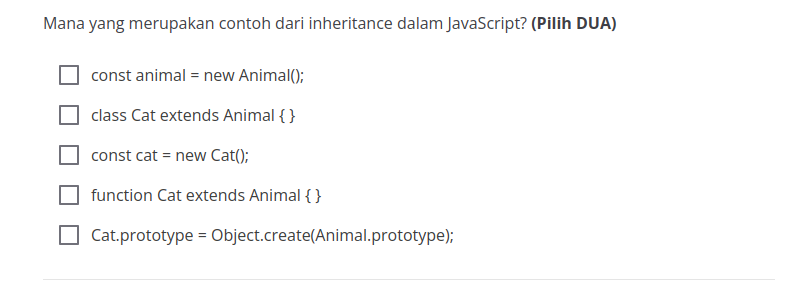 Mana yang merupakan contoh dari inheritance dalam JavaScript? (Pilih DUA)
const animal = new Animal();
class Cat extends Animal { }
const cat = new Cat();
function Cat extends Animal { }
Cat.prototype = Object.create(Animal.prototype);